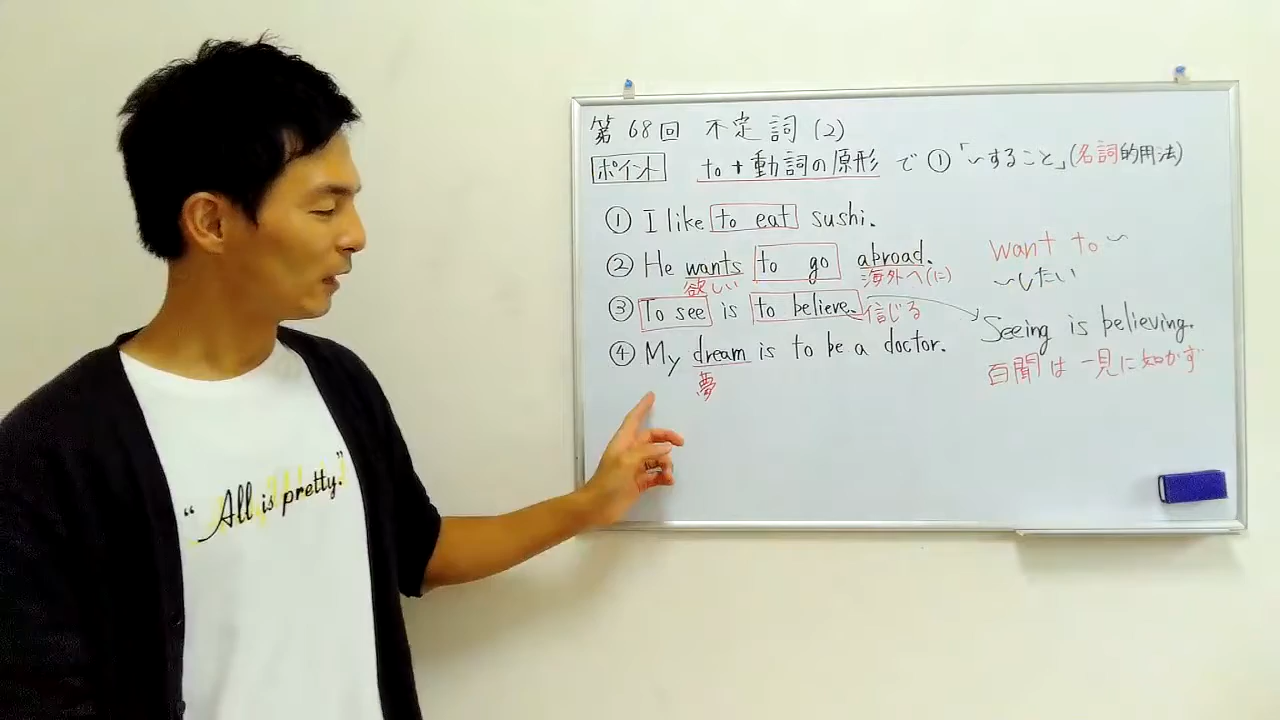 第68回 不定詞(2)
ポイント to+動詞の原形で①「〜すること」(名詞的用法)
① I like to eat sushi.
② He wants to go abroad.
欲しい 海外へ(に)
③ To see is to believe.
信じる
④ My dream is to be a doctor.
夢
want to 〜
〜したい
Seeing is believing.
百聞は一見に如かず
"All is pretty."